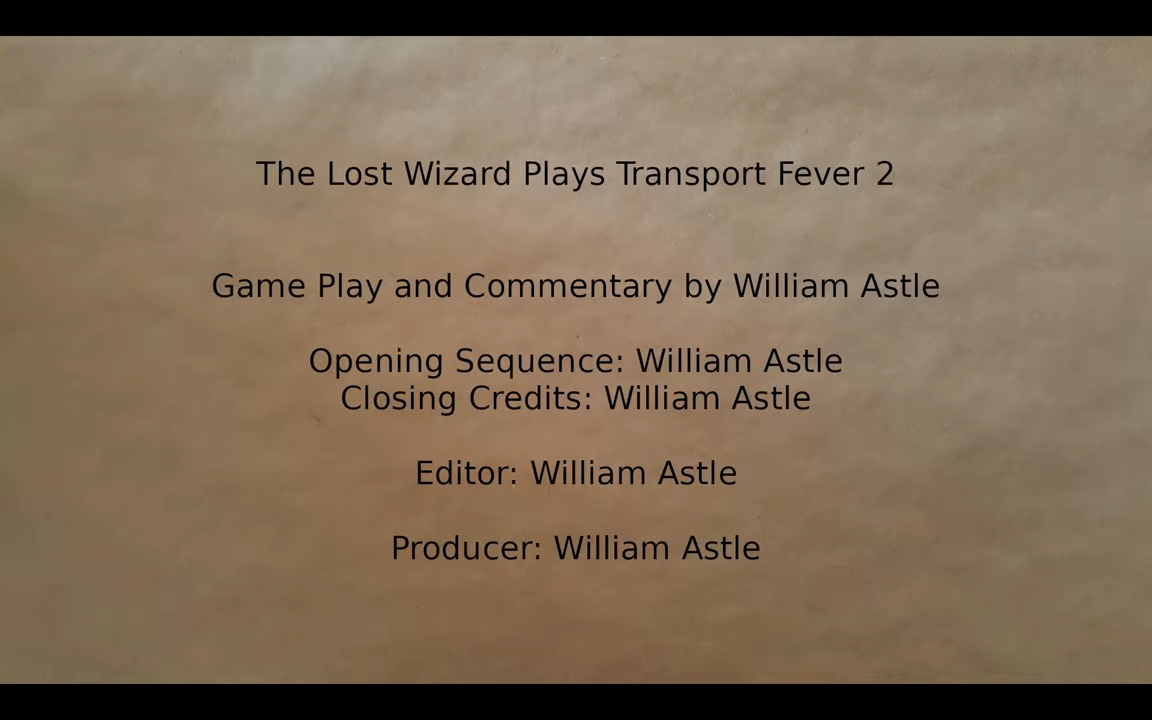 The Lost Wizard Plays Transport Fever 2
Game Play and Commentary by William Astle
Opening Sequence: William Astle
Closing Credits: William Astle
Editor: William Astle
Producer: William Astle